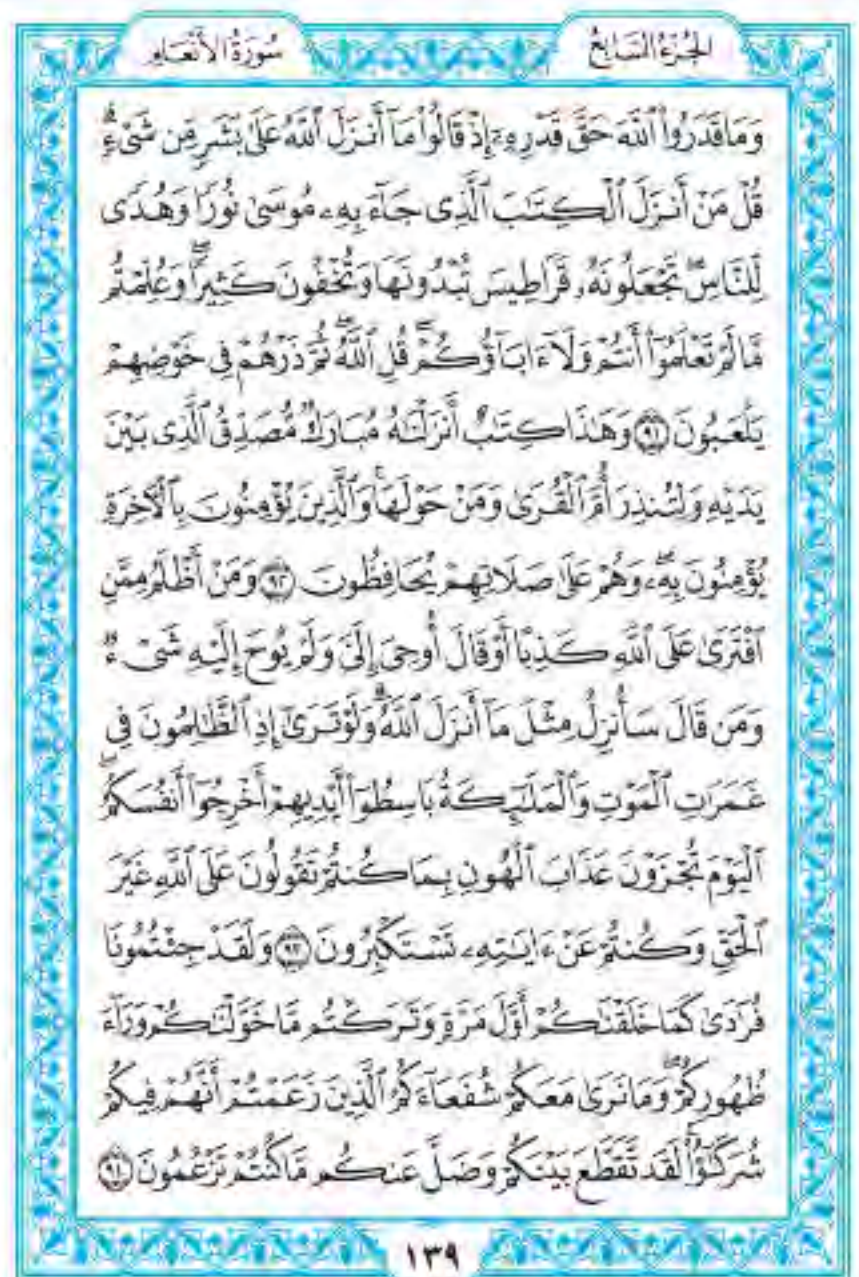 الجزء السابع
سورة الأنعام
وَمَا قَدَرُوا۟ ٱللَّهَ حَقَّ قَدْرِهِۦٓ إِذْ قَالُوا۟ مَآ أَنزَلَ ٱللَّهُ عَلَىٰ بَشَرٍ مِّن شَىْءٍ ۗ
قُلْ مَنْ أَنزَلَ ٱلْكِتَٰبَ ٱلَّذِى جَآءَ بِهِۦ مُوسَىٰ نُورًا وَهُدًى
لِّلنَّاسِ ۖ تَجْعَلُونَهُۥ قَرَاطِيسَ تُبْدُونَهَا وَتُخْفُونَ كَثِيرًا ۖ وَعُلِّمْتُم
مَّا لَمْ تَعْلَمُوٓا۟ أَنتُمْ وَلَآ ءَابَآؤُكُمْ ۖ قُلِ ٱللَّهُ ۖ ثُمَّ ذَرْهُمْ فِى خَوْضِهِمْ
يَلْعَبُونَ ٩١ وَهَٰذَا كِتَٰبٌ أَنزَلْنَٰهُ مُبَارَكٌ مُّصَدِّقُ ٱلَّذِى بَيْنَ
يَدَيْهِ وَلِتُنذِرَ أُمَّ ٱلْقُرَىٰ وَمَنْ حَوْلَهَا ۚ وَٱلَّذِينَ يُؤْمِنُونَ بِٱلْءَاخِرَةِ
يُؤْمِنُونَ بِهِۦ ۖ وَهُمْ عَلَىٰ صَلَاتِهِمْ يُحَافِظُونَ ٩٢ وَمَنْ أَظْلَمُ مِمَّنِ
ٱفْتَرَىٰ عَلَى ٱللَّهِ كَذِبًا أَوْ قَالَ أُوحِىَ إِلَىَّ وَلَمْ يُوحَ إِلَيْهِ شَىْءٌ
وَمَن قَالَ سَأُنزِلُ مِثْلَ مَآ أَنزَلَ ٱللَّهُ ۗ وَلَوْ تَرَىٰٓ إِذِ ٱلظَّٰلِمُونَ فِى
غَمَرَٰتِ ٱلْمَوْتِ وَٱلْمَلَٰٓئِكَةُ بَاسِطُوٓا۟ أَيْدِيهِمْ أَخْرِجُوٓا۟ أَنفُسَكُمُ ۖ
ٱلْيَوْمَ تُجْزَوْنَ عَذَابَ ٱلْهُونِ بِمَا كُنتُمْ تَقُولُونَ عَلَى ٱللَّهِ غَيْرَ
ٱلْحَقِّ وَكُنتُمْ عَنْ ءَايَٰتِهِۦ تَسْتَكْبِرُونَ ٩٣ وَلَقَدْ جِئْتُمُونَا
فُرَٰدَىٰ كَمَا خَلَقْنَٰكُمْ أَوَّلَ مَرَّةٍ وَتَرَكْتُم مَّا خَوَّلْنَٰكُمْ وَرَآءَ
ظُهُورِكُمْ ۖ وَمَا نَرَىٰ مَعَكُمْ شُفَعَآءَكُمُ ٱلَّذِينَ زَعَمْتُمْ أَنَّهُمْ فِيكُمْ
شُرَكَٰٓؤُا۟ ۚ لَقَد تَّقَطَّعَ بَيْنَكُمْ وَضَلَّ عَنكُم مَّا كُنتُمْ تَزْعُمُونَ ٩٤
١٣٩